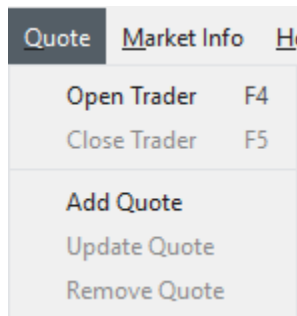 Quote Market Info
Open Trader F4
Close Trader F5
Add Quote
Update Quote
Remove Quote